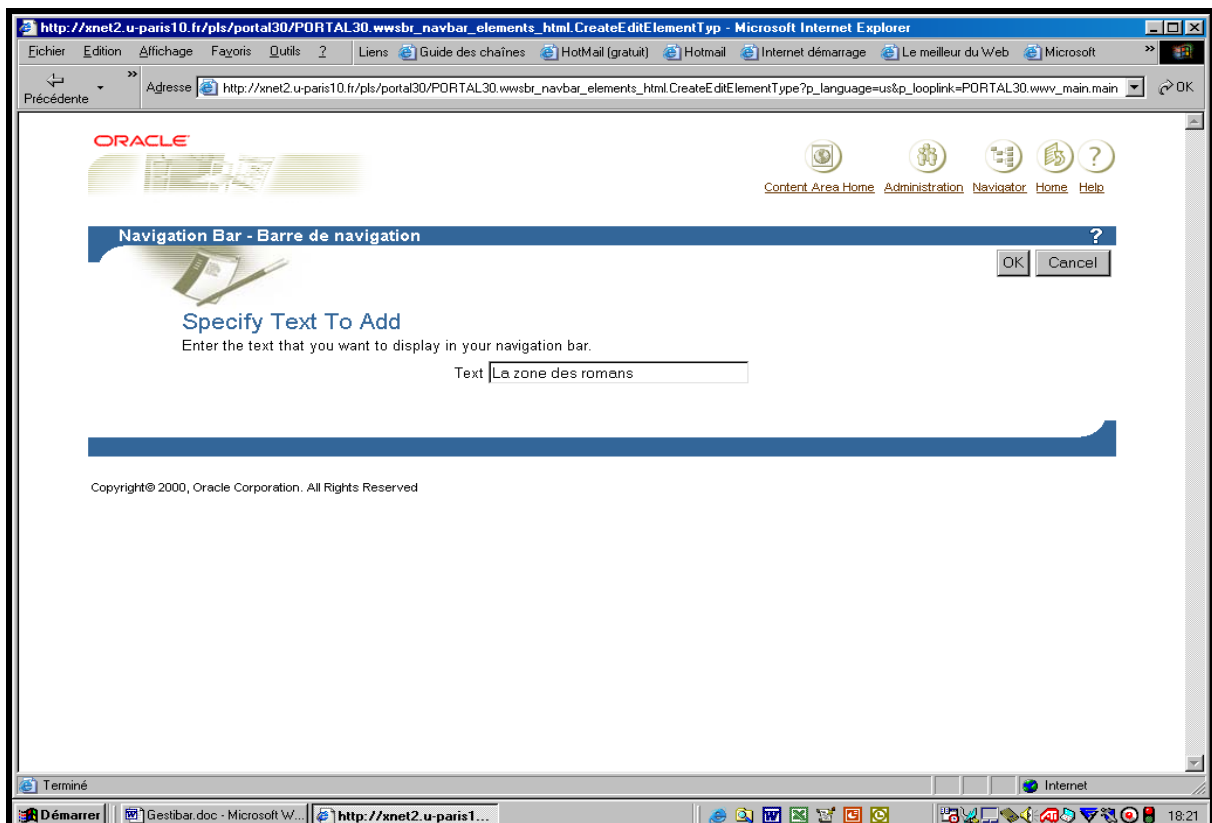 http://xnet2.u-paris10.fr/pls/portal30/PORTAL30.wwsbr_navbar_elements_html.CreateEditElementTyp - Microsoft Internet Explorer
Fichier Edition Affichage Favoris Outils ? Liens Guide des chaînes HotMail (gratuit) Hotmail Internet démarrage Le meilleur du Web Microsoft »
Précédente » Adresse http://xnet2.u-paris10.fr/pls/portal30/PORTAL30.wwsbr_navbar_elements_html.CreateEditElementType?p_language=us&p_looplink=PORTAL30.wwv_main.main OK
ORACLE
Content Area Home Administration Navigator Home Help
Navigation Bar - Barre de navigation ?
OK Cancel
Specify Text To Add
Enter the text that you want to display in your navigation bar.
Text La zone des romans
Copyright© 2000, Oracle Corporation. All Rights Reserved
Terminé Internet
Démarrer Gestibar.doc - Microsoft W... http://xnet2.u-paris1... 18:21